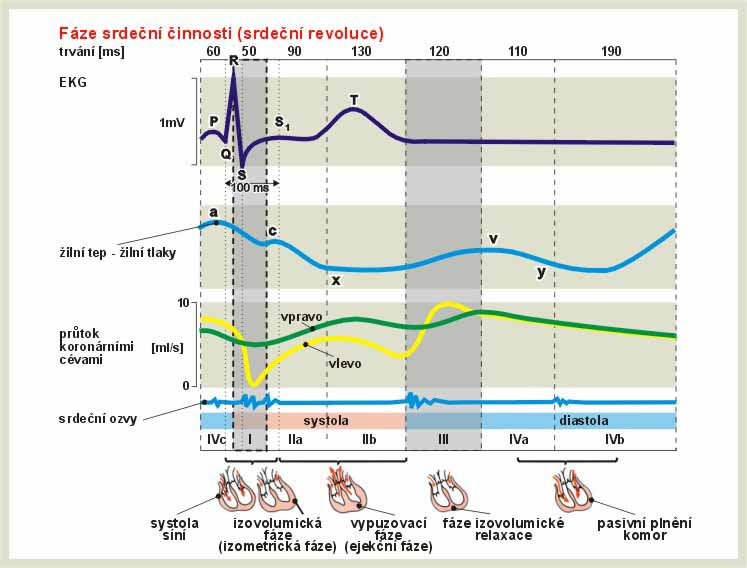 Fáze srdeční činnosti (srdeční revoluce)
trvání [ms] 60 50 90 130 120 110 190
EKG
R
1mV
P
S1
T
Q
S
100 ms
a
c
v
x
y
žilní tep - žilní tlaky
10
vpravo
průtok
koronárními
cévami
[ml/s]
vlevo
0
srdeční ozvy
systola diastola
IVc I IIa IIb III IVa IVb
systola
síní
izovolumická
fáze
(izometrická fáze)
vypuzovací
fáze
(ejekční fáze)
fáze izovolumické
relaxace
pasivní plnění
komor